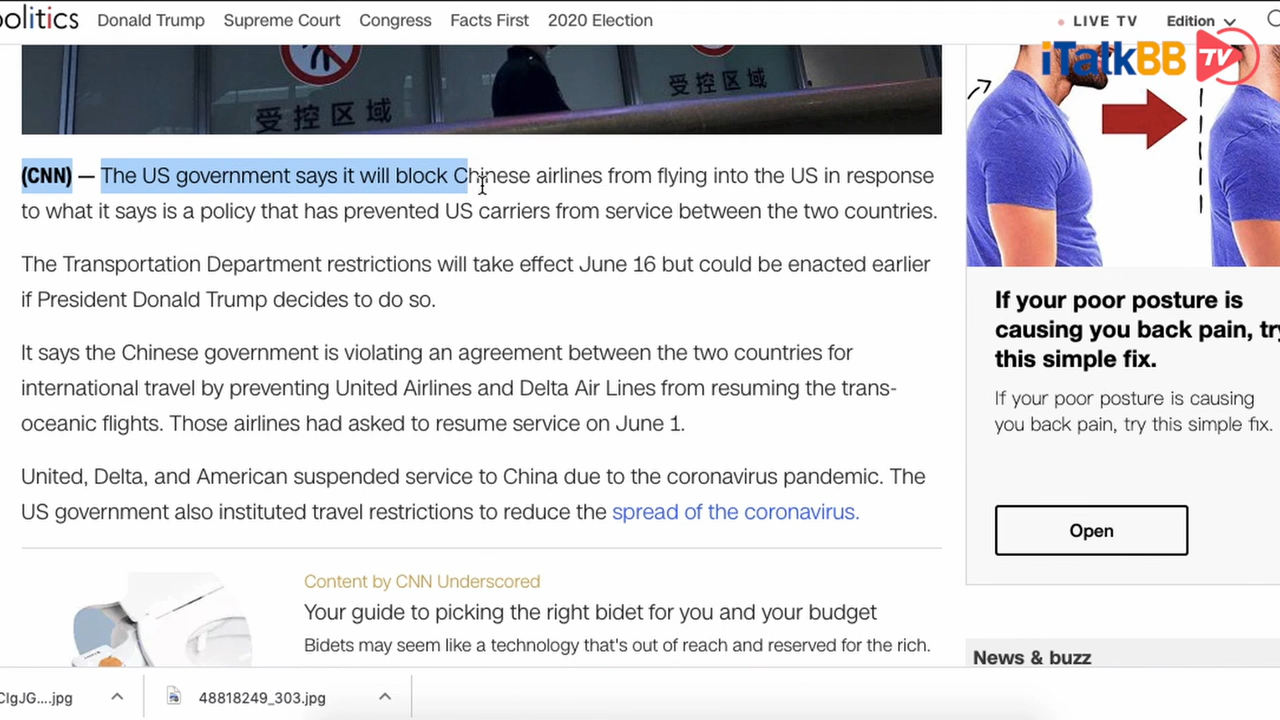 politics Donald Trump Supreme Court Congress Facts First 2020 Election LIVE TV Edition
iTalkBB TV
受控区域 受控区域
(CNN) — The US government says it will block Chinese airlines from flying into the US in response
to what it says is a policy that has prevented US carriers from service between the two countries.
The Transportation Department restrictions will take effect June 16 but could be enacted earlier
if President Donald Trump decides to do so.
It says the Chinese government is violating an agreement between the two countries for
international travel by preventing United Airlines and Delta Air Lines from resuming the trans-
oceanic flights. Those airlines had asked to resume service on June 1.
United, Delta, and American suspended service to China due to the coronavirus pandemic. The
US government also instituted travel restrictions to reduce the spread of the coronavirus.
Content by CNN Underscored
Your guide to picking the right bidet for you and your budget
Bidets may seem like a technology that's out of reach and reserved for the rich.
If your poor posture is
causing you back pain, try
this simple fix.
If your poor posture is causing
you back pain, try this simple fix.
Open
News & buzz
CIgJG....jpg 48818249_303.jpg